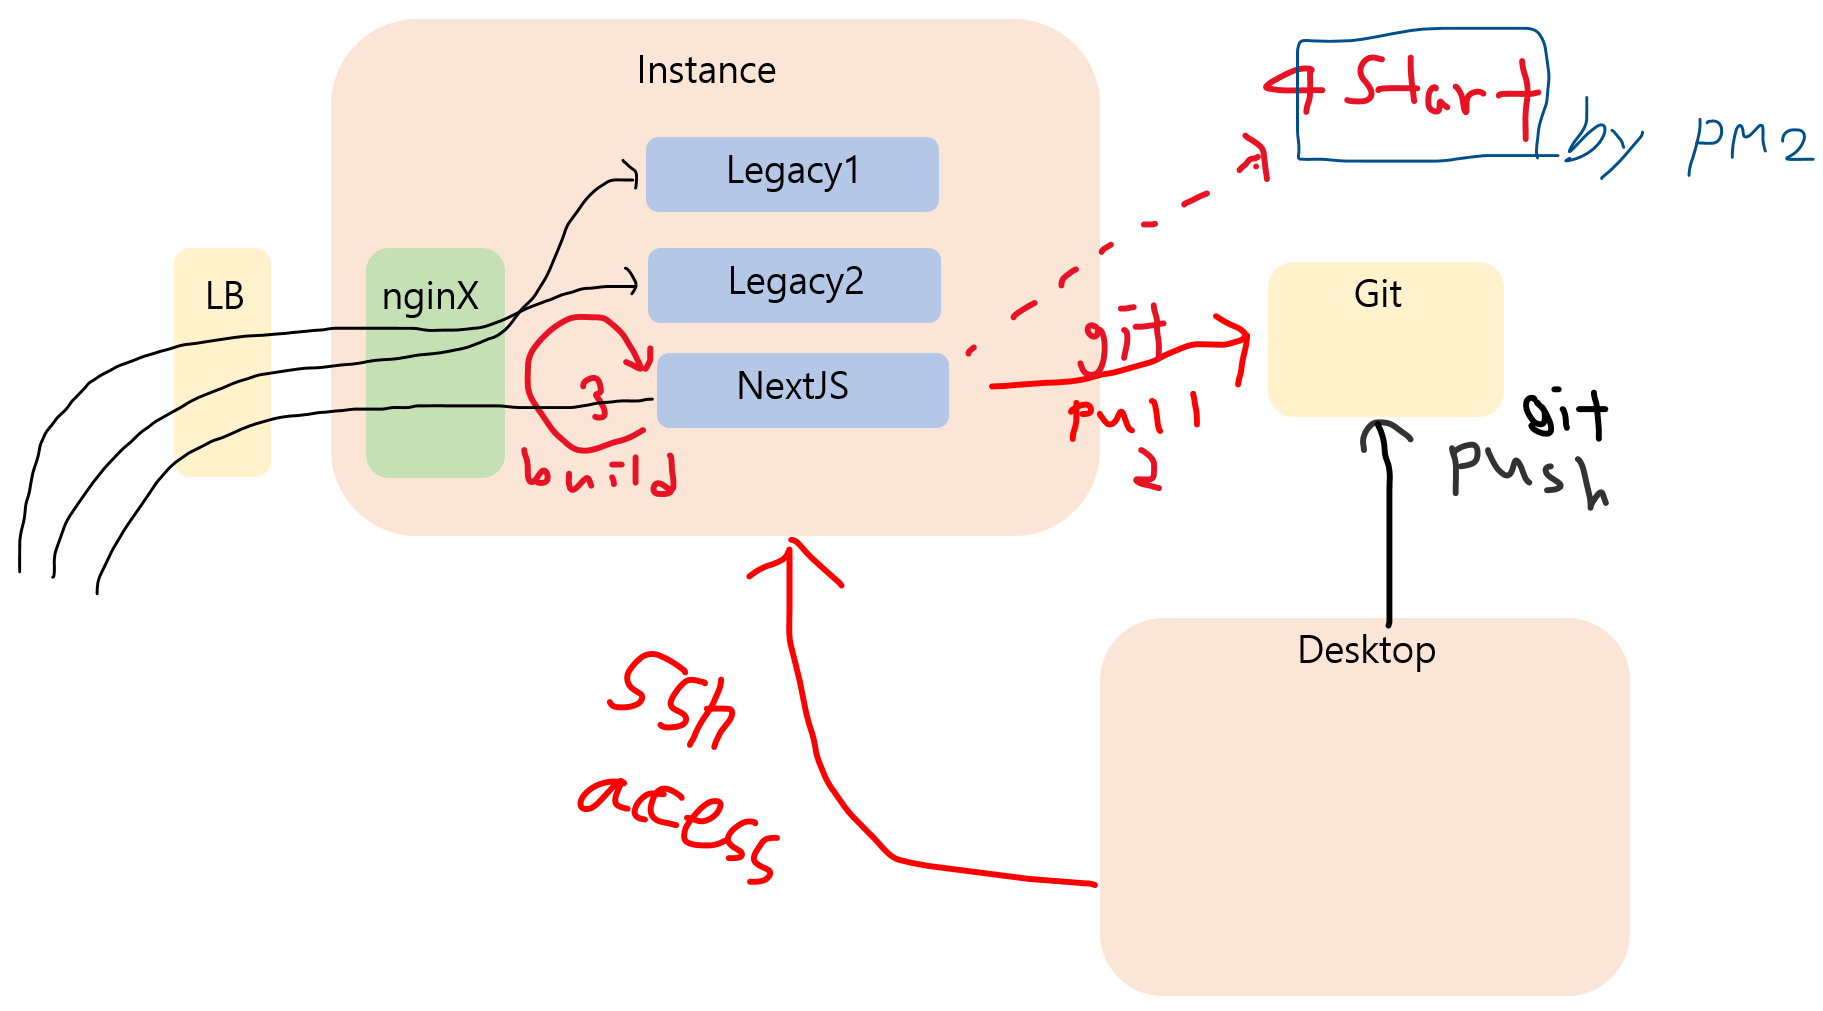 Instance
4 Start
by PM2
Legacy1
LB
nginX
Legacy2
Git
git
3
NextJS
pull
2
build
git
push
ssh
access
Desktop